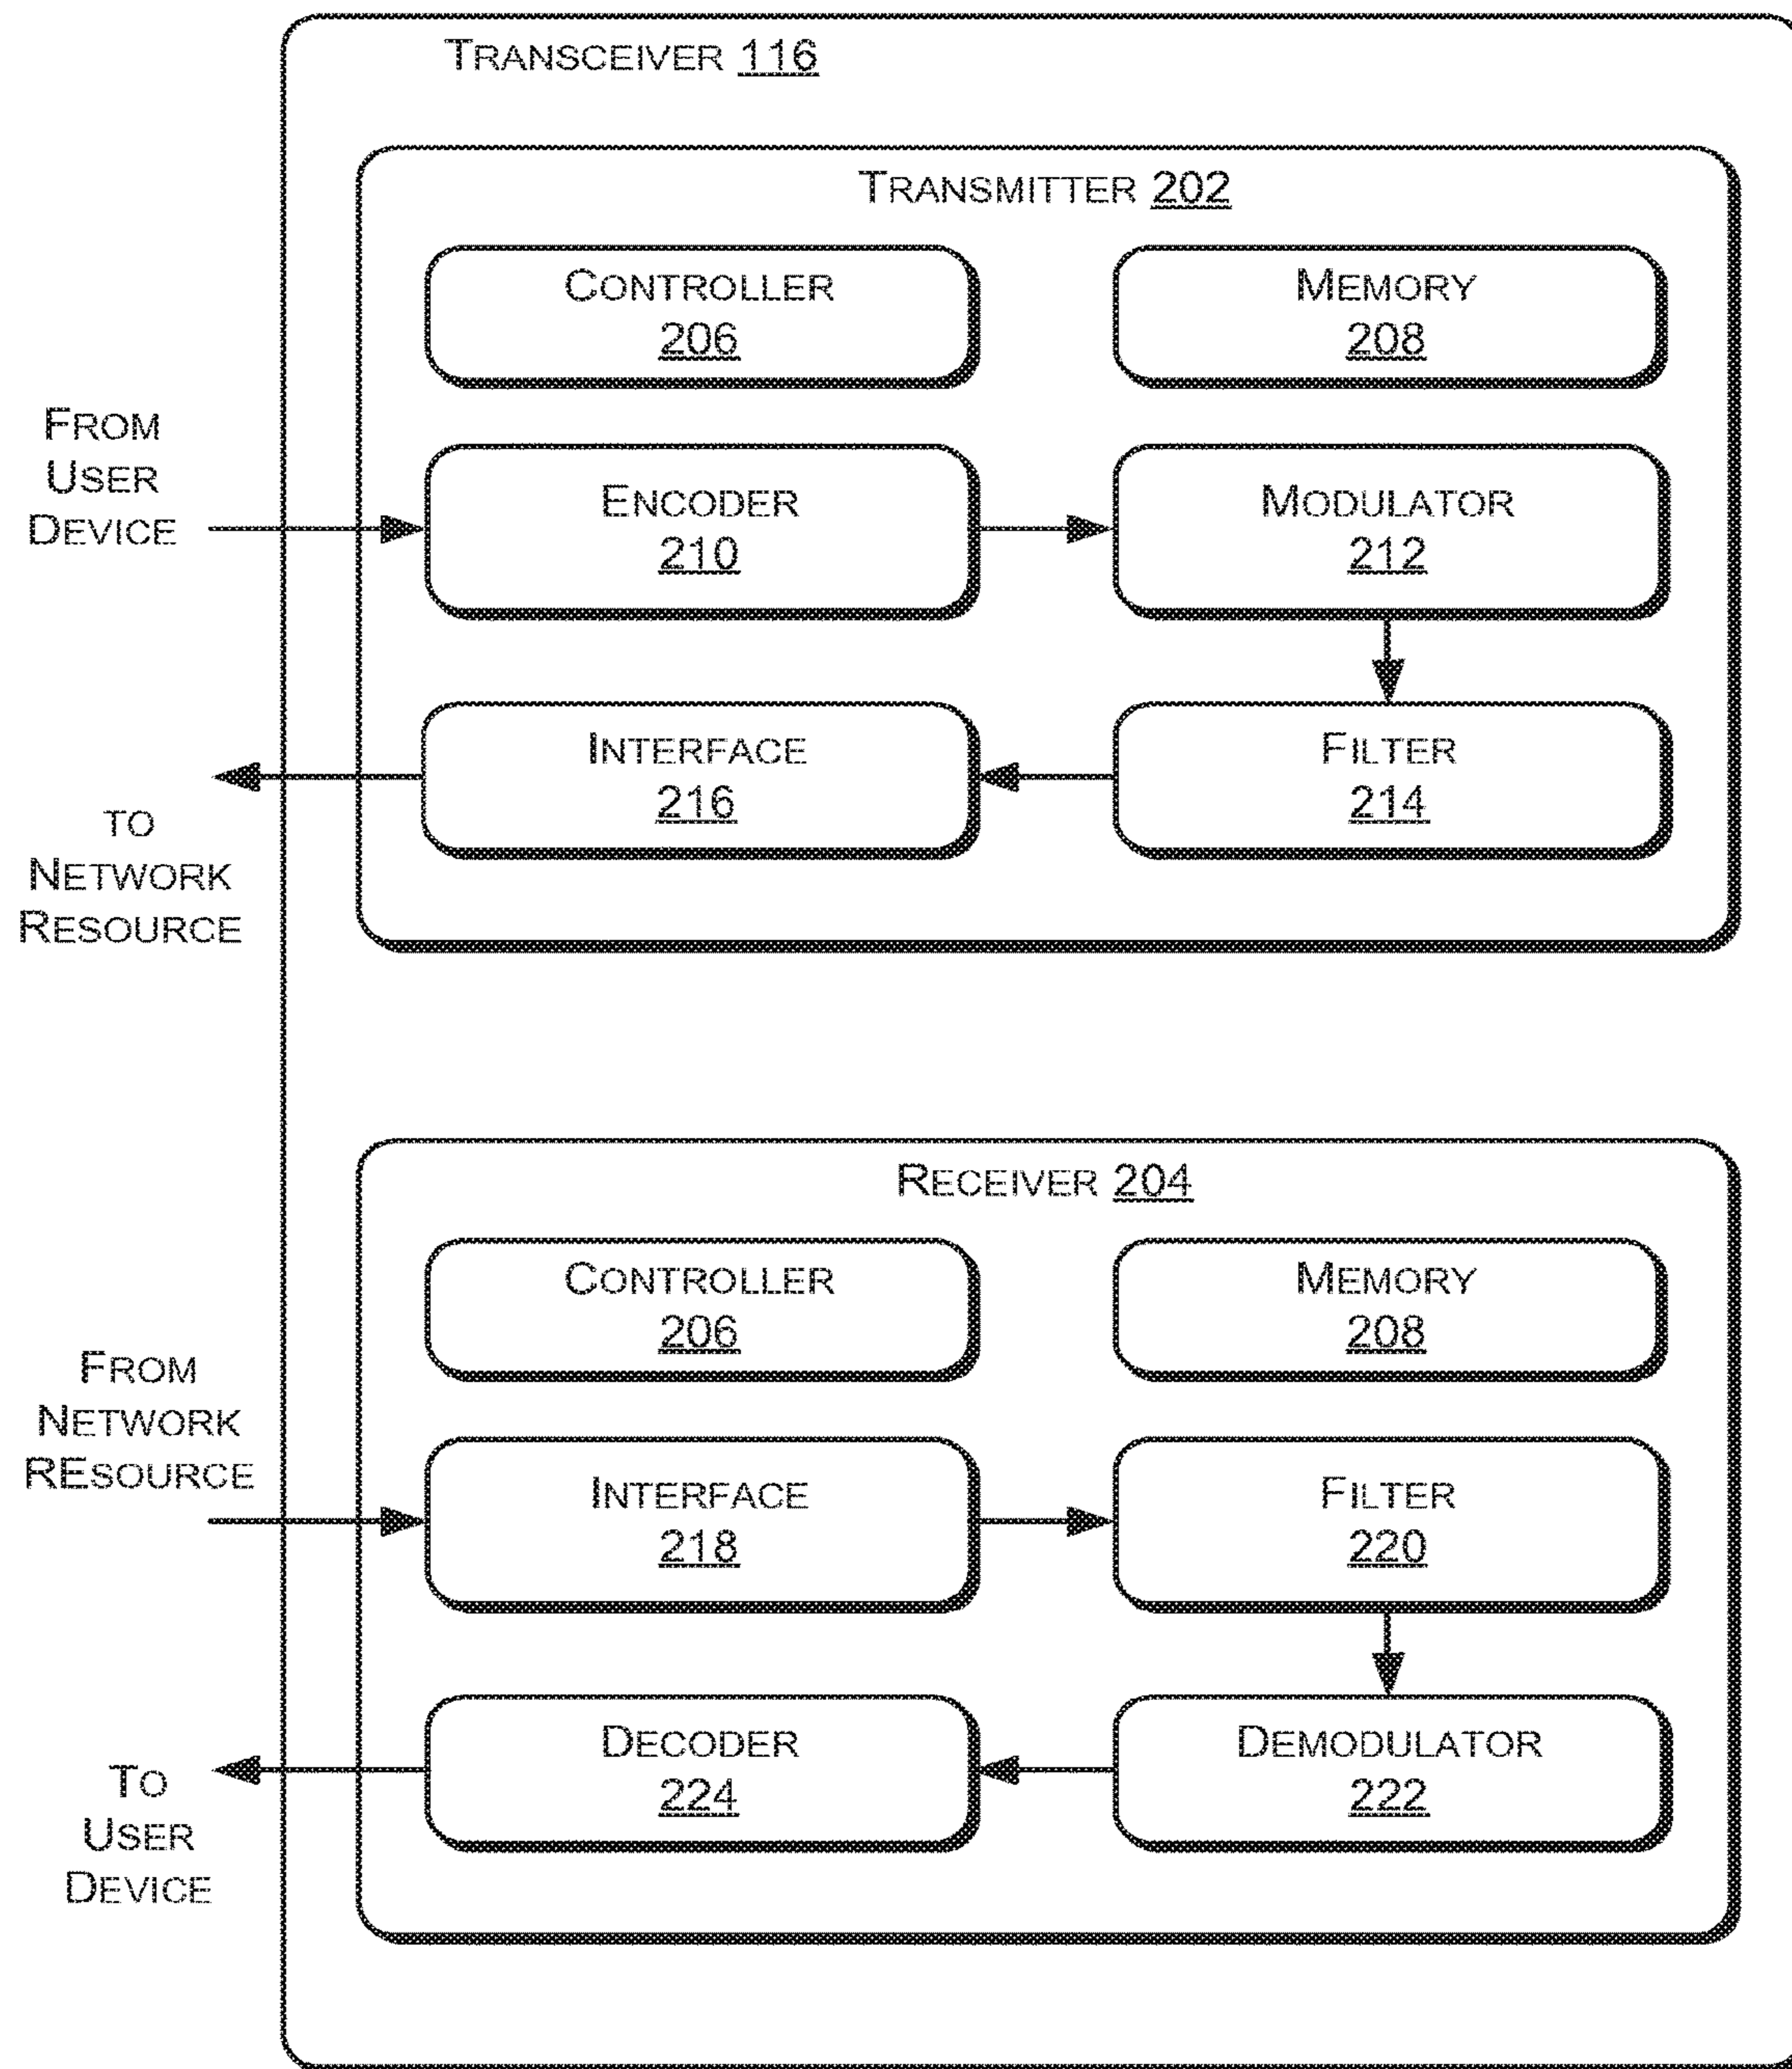 TRANSCEIVER 116
TRANSMITTER 202
CONTROLLER
206
MEMORY
208
FROM
USER
DEVICE
ENCODER
210
MODULATOR
212
TO
NETWORK
RESOURCE
INTERFACE
216
FILTER
214
RECEIVER 204
CONTROLLER
206
MEMORY
208
FROM
NETWORK
RESOURCE
INTERFACE
218
FILTER
220
TO
USER
DEVICE
DECODER
224
DEMODULATOR
222